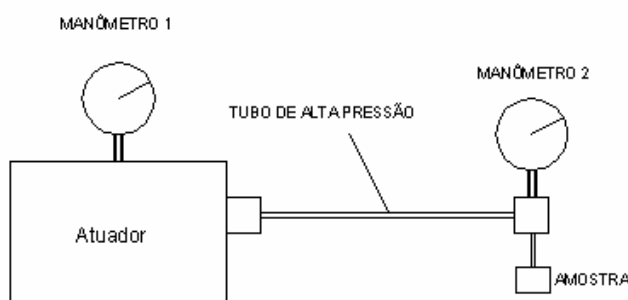 MANÔMETRO 1
MANÔMETRO 2
TUBO DE ALTA PRESSÃO
Atuador
AMOSTRA